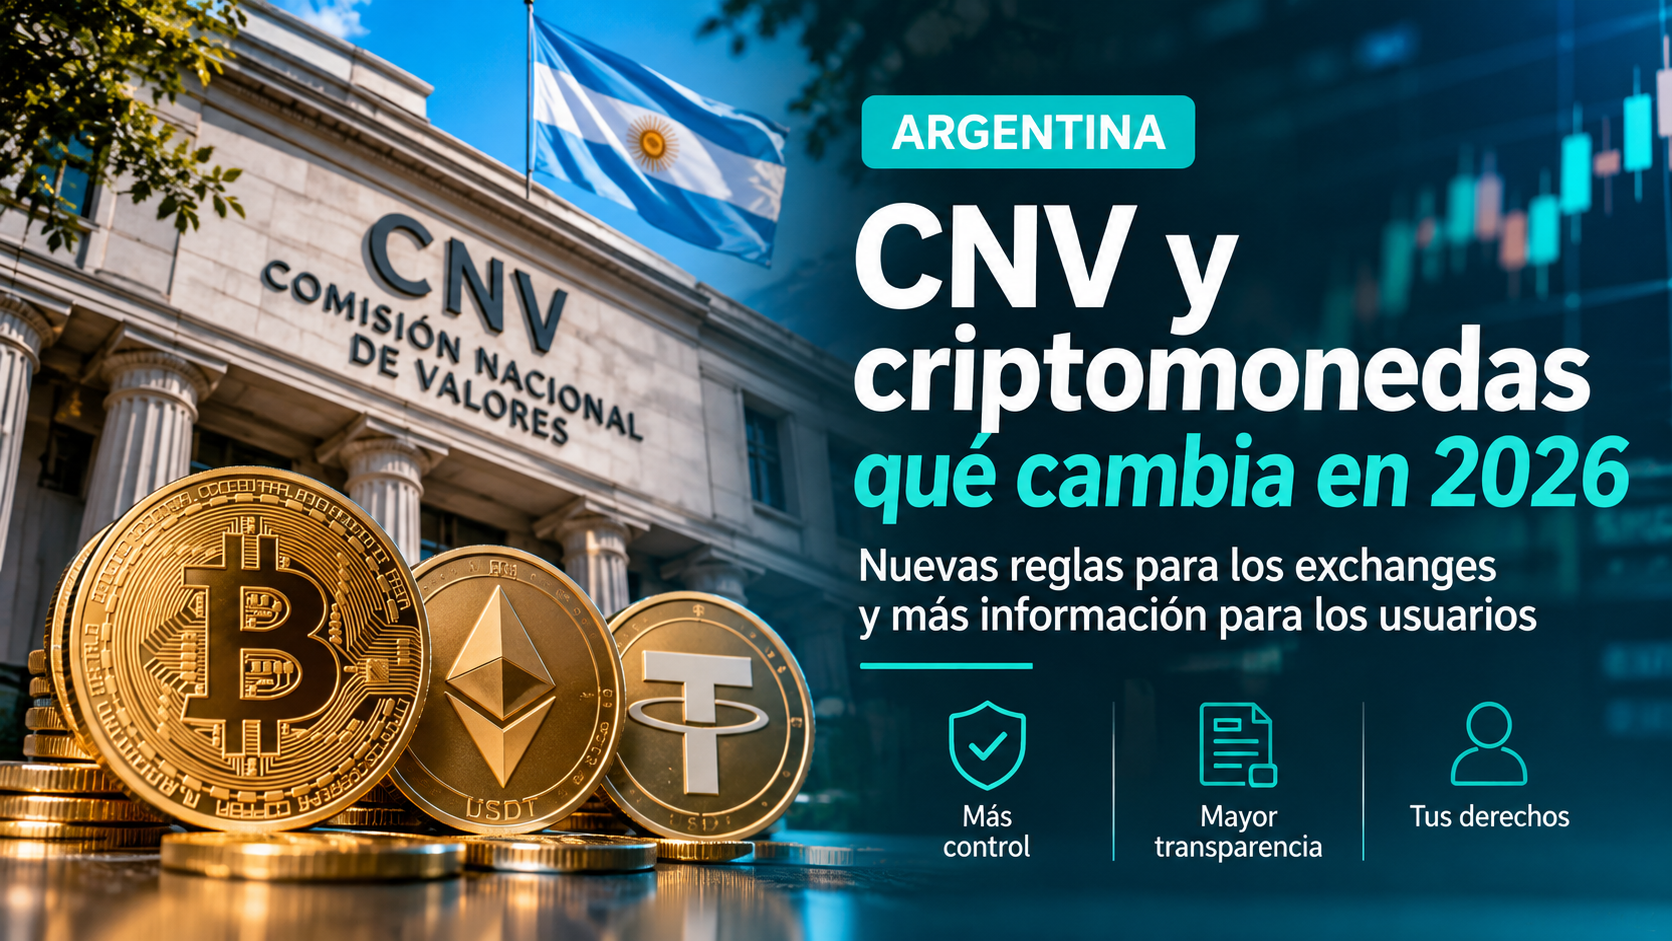 CNV
COMISIÓN NACIONAL
DE VALORES
ARGENTINA
CNV y
criptomonedas
qué cambia en 2026
Nuevas reglas para los exchanges
y más información para los usuarios
Más
control
Mayor
transparencia
Tus derechos
USDT